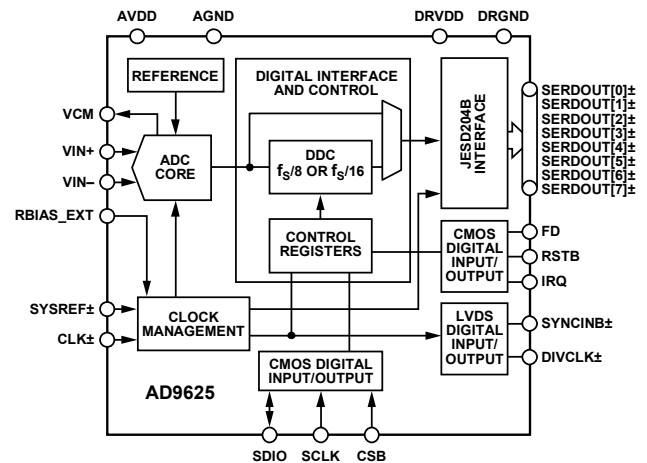 AVDD
AGND
DRVDD
DRGND
REFERENCE
DIGITAL INTERFACE
AND CONTROL
VCM
VIN+
VIN–
RBIAS_EXT
SYSREF±
CLK±
ADC
CORE
DDC
fS/8 OR fS/16
CONTROL
REGISTERS
CLOCK
MANAGEMENT
JESD204B
INTERFACE
SERDOUT[0]±
SERDOUT[1]±
SERDOUT[2]±
SERDOUT[3]±
SERDOUT[4]±
SERDOUT[5]±
SERDOUT[6]±
SERDOUT[7]±
CMOS
DIGITAL
INPUT/
OUTPUT
FD
RSTB
IRQ
LVDS
DIGITAL
INPUT/
OUTPUT
SYNCINB±
DIVCLK±
CMOS DIGITAL
INPUT/OUTPUT
AD9625
SDIO
SCLK
CSB